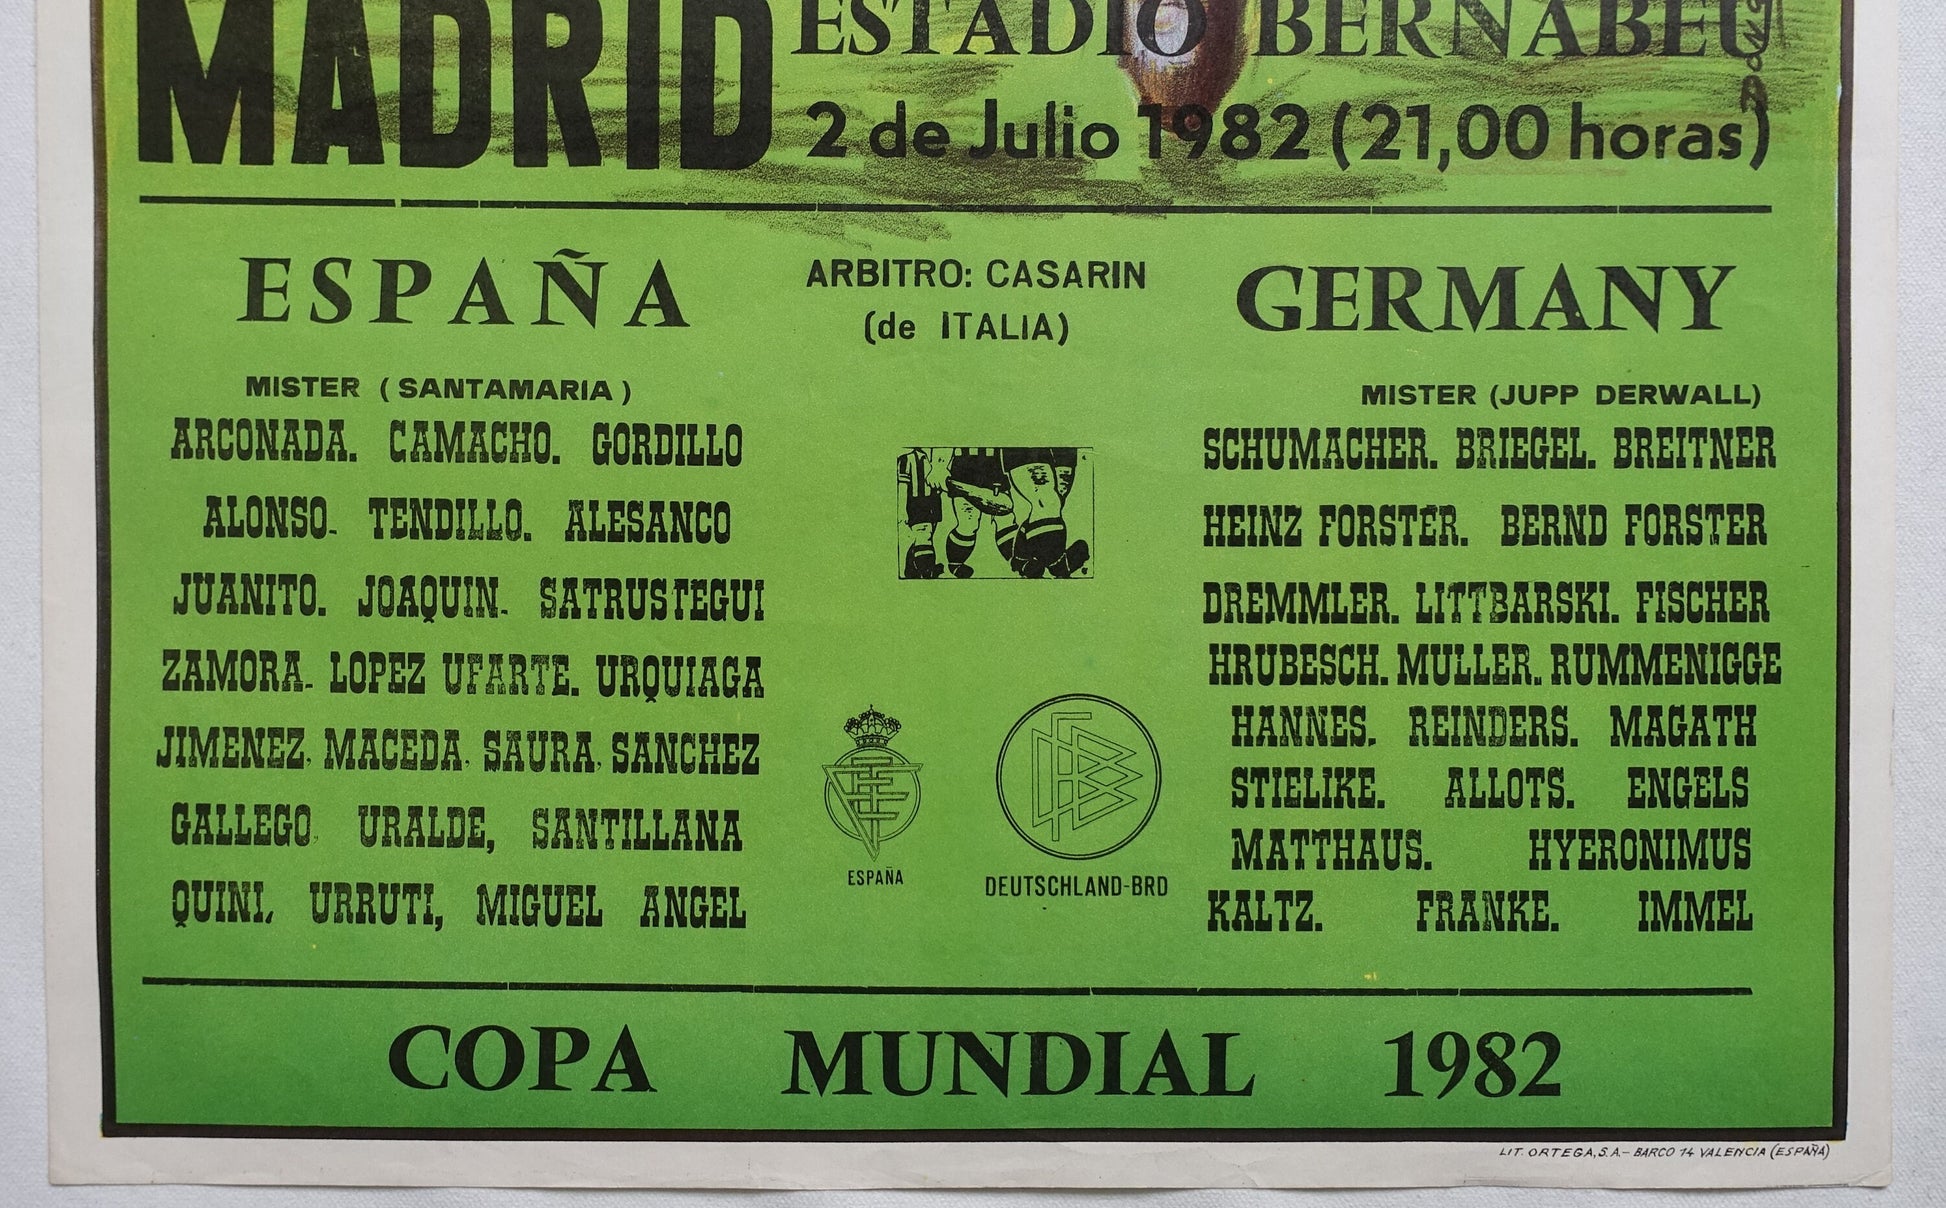 MADRID
ESTADIO BERNABEU
2 de Julio 1982 (21,00 horas)
ESPAÑA
MISTER (SANTAMARIA)
ARCONADA. CAMACHO. GORDILLO
ALONSO. TENDILLO. ALESANCO
JUANITO. JOAQUIN. SATRUSTEGUI
ZAMORA. LOPEZ UFARTE. URQUIAGA
JIMENEZ. MACEDA. SAURA. SANCHEZ
GALLEGO. URALDE, SANTILLANA
QUINI, URRUTI, MIGUEL ANGEL
ARBITRO: CASARIN
(de ITALIA)
ESPAÑA
DEUTSCHLAND-BRD
GERMANY
MISTER (JUPP DERWALL)
SCHUMACHER. BRIEGEL. BREITNER
HEINZ FORSTER. BERND FORSTER
DREMMLER. LITTBARSKI. FISCHER
HRUBESCH. MULLER. RUMMENIGGE
HANNES. REINDERS. MAGATH
STIELIKE. ALLOTS. ENGELS
MATTHAUS. HYERONIMUS
KALTZ. FRANKE. IMMEL
COPA MUNDIAL 1982
LIT. ORTEGA, S.A.- BARCO 14 VALENCIA (ESPAÑA)